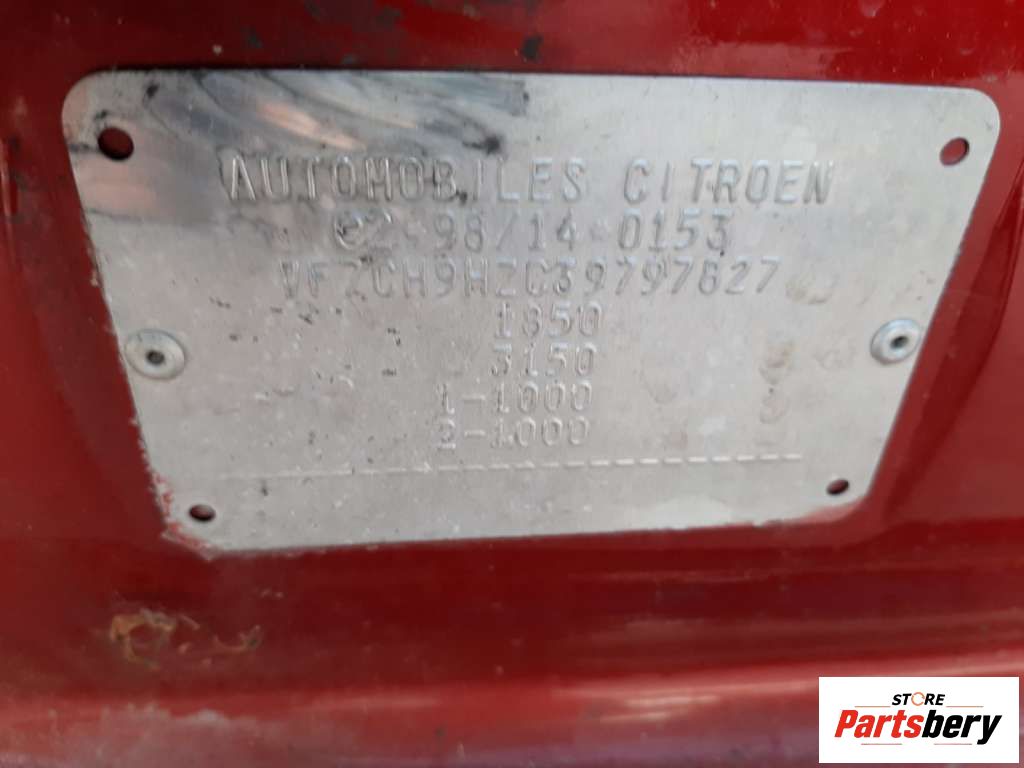 AUTOMOBILES CITROEN
e2*98/14*0153
VF7CH9HZC39797827
1850
3150
1-1000
2-1000
STORE
Partsbery